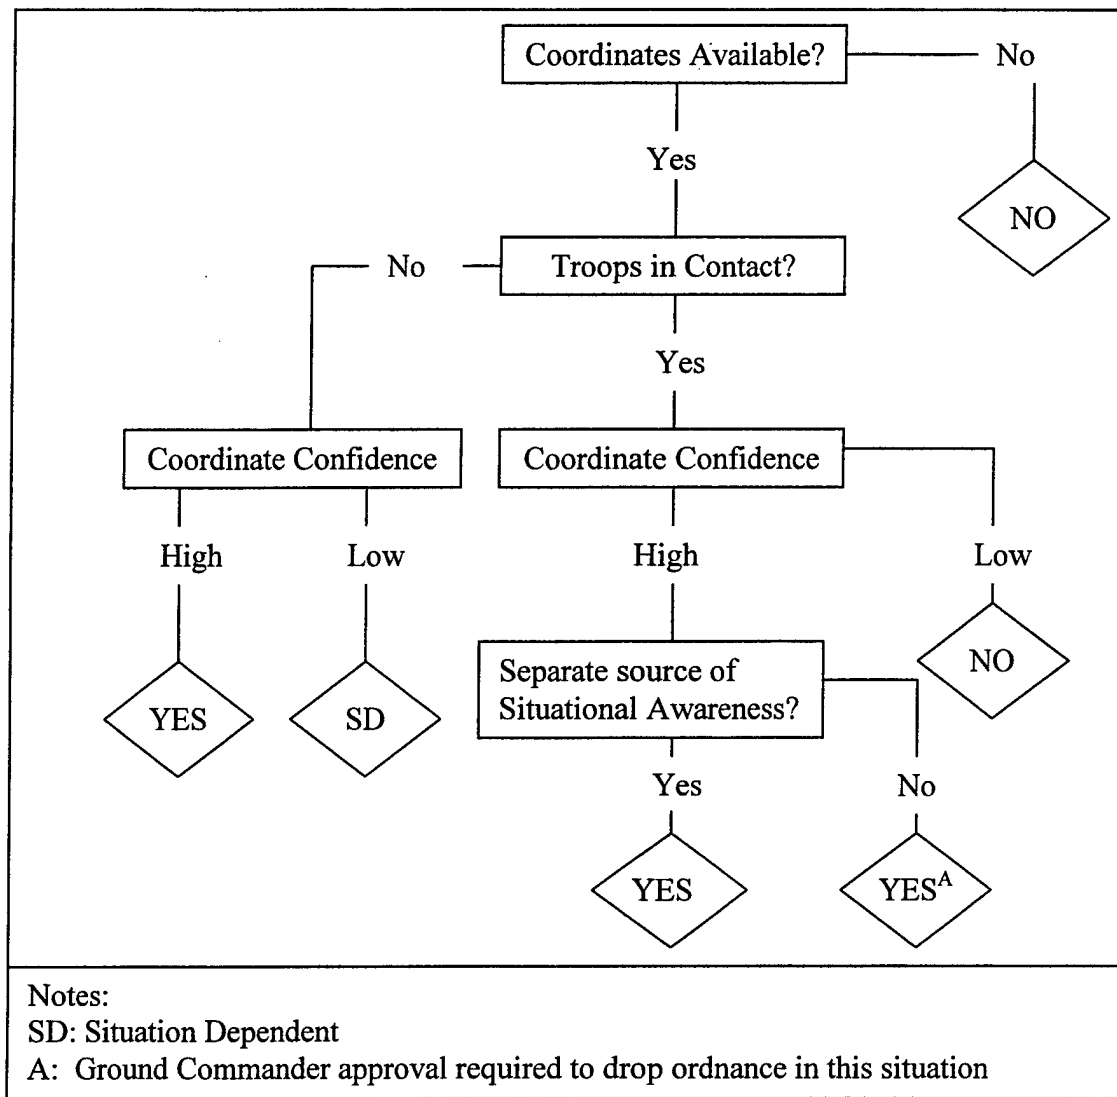 Coordinates Available?
No
Yes
NO
No
Troops in Contact?
Yes
Coordinate Confidence
Coordinate Confidence
High
Low
High
Low
Separate source of
Situational Awareness?
NO
YES
SD
Yes
No
YES
YES^A
Notes:
SD: Situation Dependent
A: Ground Commander approval required to drop ordnance in this situation